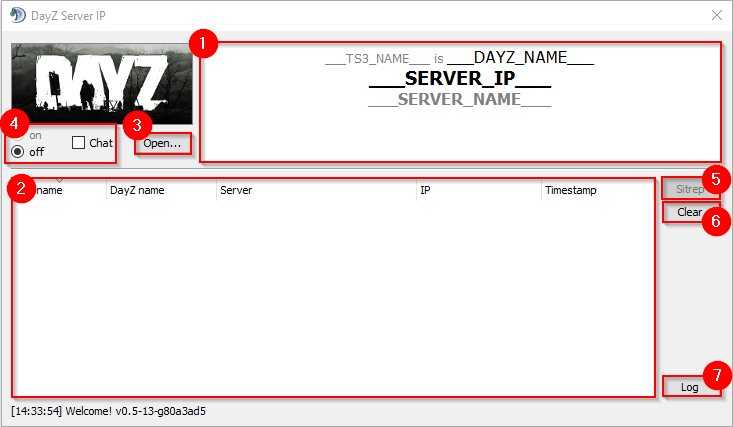 DayZ Server IP
1
___TS3_NAME___ is ___DAYZ_NAME___
___SERVER_IP___
___SERVER_NAME___
DAYZ
4
on
off
Chat
3
Open...
2
name
DayZ name
Server
IP
Timestamp
5
Sitrep
Clear
6
7
Log
[14:33:54] Welcome! v0.5-13-g80a3ad5